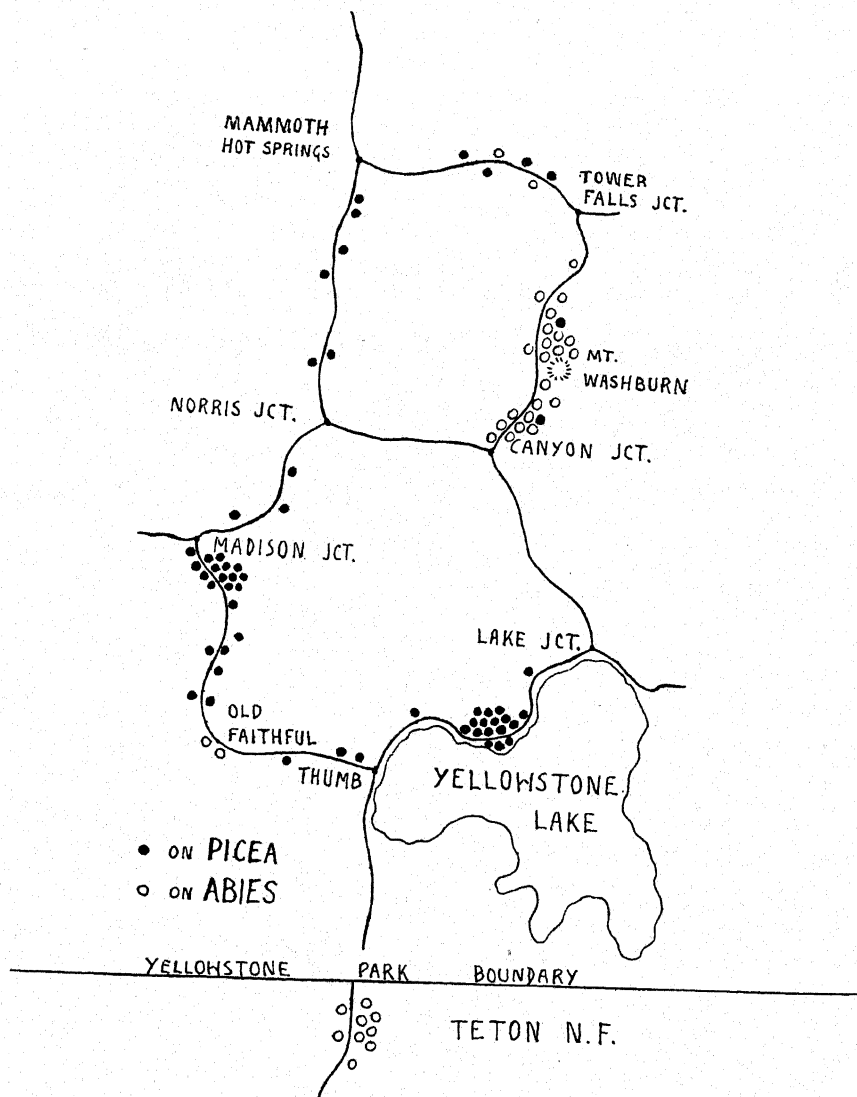 MAMMOTH
HOT SPRINGS
TOWER
FALLS JCT.
MT.
WASHBURN
NORRIS JCT.
CANYON JCT.
MADISON JCT.
LAKE JCT.
OLD
FAITHFUL
THUMB
YELLOWSTONE
LAKE
● ON PICEA
○ ON ABIES
YELLOWSTONE PARK BOUNDARY
TETON N.F.